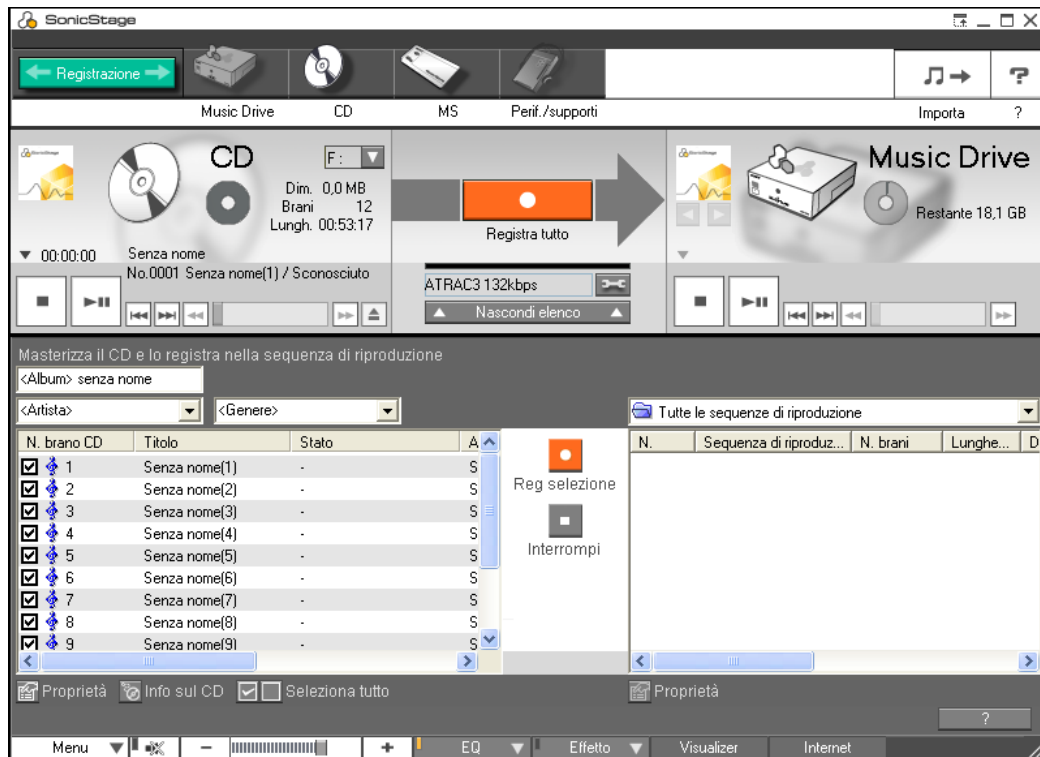 SonicStage
Registrazione
Music Drive
CD
MS
Perif./supporti
Importa
?
?
CD
F:
Dim. 0,0 MB
Brani 12
Lungh. 00:53:17
00:00:00
Senza nome
No.0001 Senza nome(1) / Sconosciuto
Registra tutto
ATRAC3 132kbps
Nascondi elenco
Music Drive
Restante 18,1 GB
Masterizza il CD e lo registra nella sequenza di riproduzione
<Album> senza nome
<Artista>
<Genere>
Tutte le sequenze di riproduzione
N. brano CD Titolo Stato A
1 Senza nome(1) - S
2 Senza nome(2) - S
3 Senza nome(3) - S
4 Senza nome(4) - S
5 Senza nome(5) - S
6 Senza nome(6) - S
7 Senza nome(7) - S
8 Senza nome(8) - S
9 Senza nome(9) - S
Reg selezione
Interrompi
N. Sequenza di riproduz... N. brani Lunghe... D
Proprietà Info sul CD Seleziona tutto
Proprietà
?
Menu - + EQ Effetto Visualizer Internet